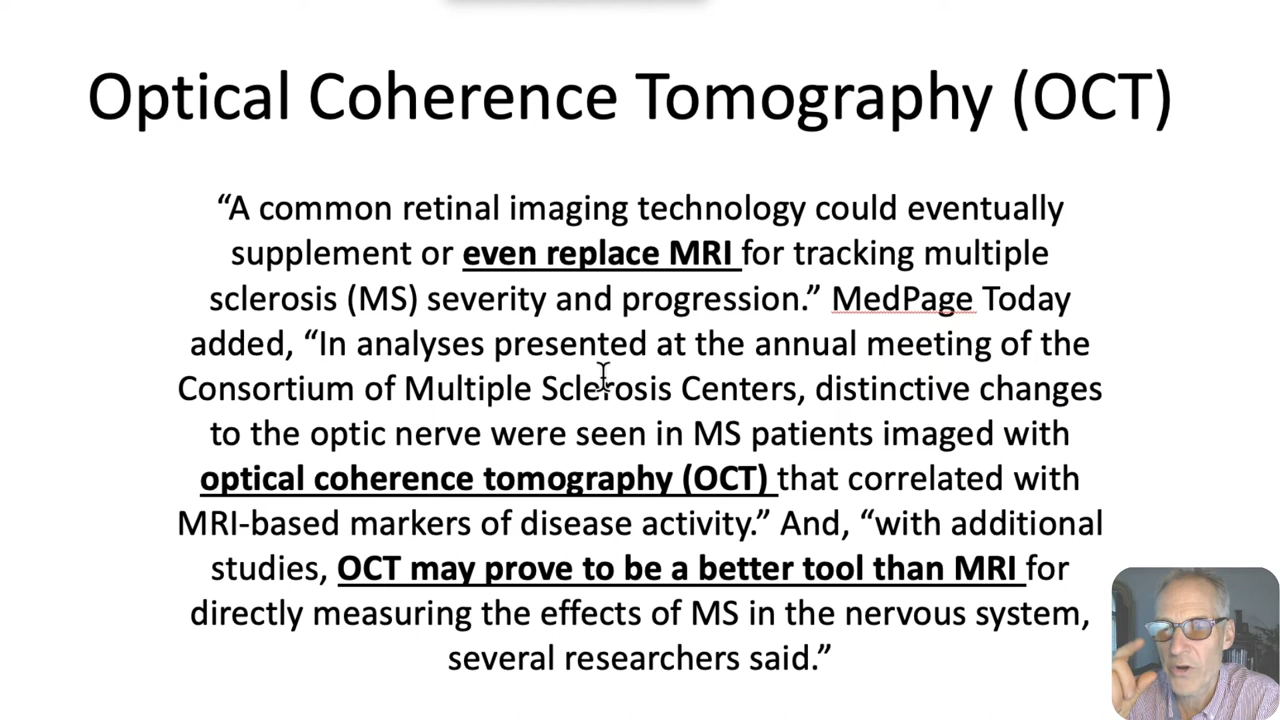 Optical Coherence Tomography (OCT)
“A common retinal imaging technology could eventually
supplement or even replace MRI for tracking multiple
sclerosis (MS) severity and progression.” MedPage Today
added, “In analyses presented at the annual meeting of the
Consortium of Multiple Sclerosis Centers, distinctive changes
to the optic nerve were seen in MS patients imaged with
optical coherence tomography (OCT) that correlated with
MRI-based markers of disease activity.” And, “with additional
studies, OCT may prove to be a better tool than MRI for
directly measuring the effects of MS in the nervous system,
several researchers said.”